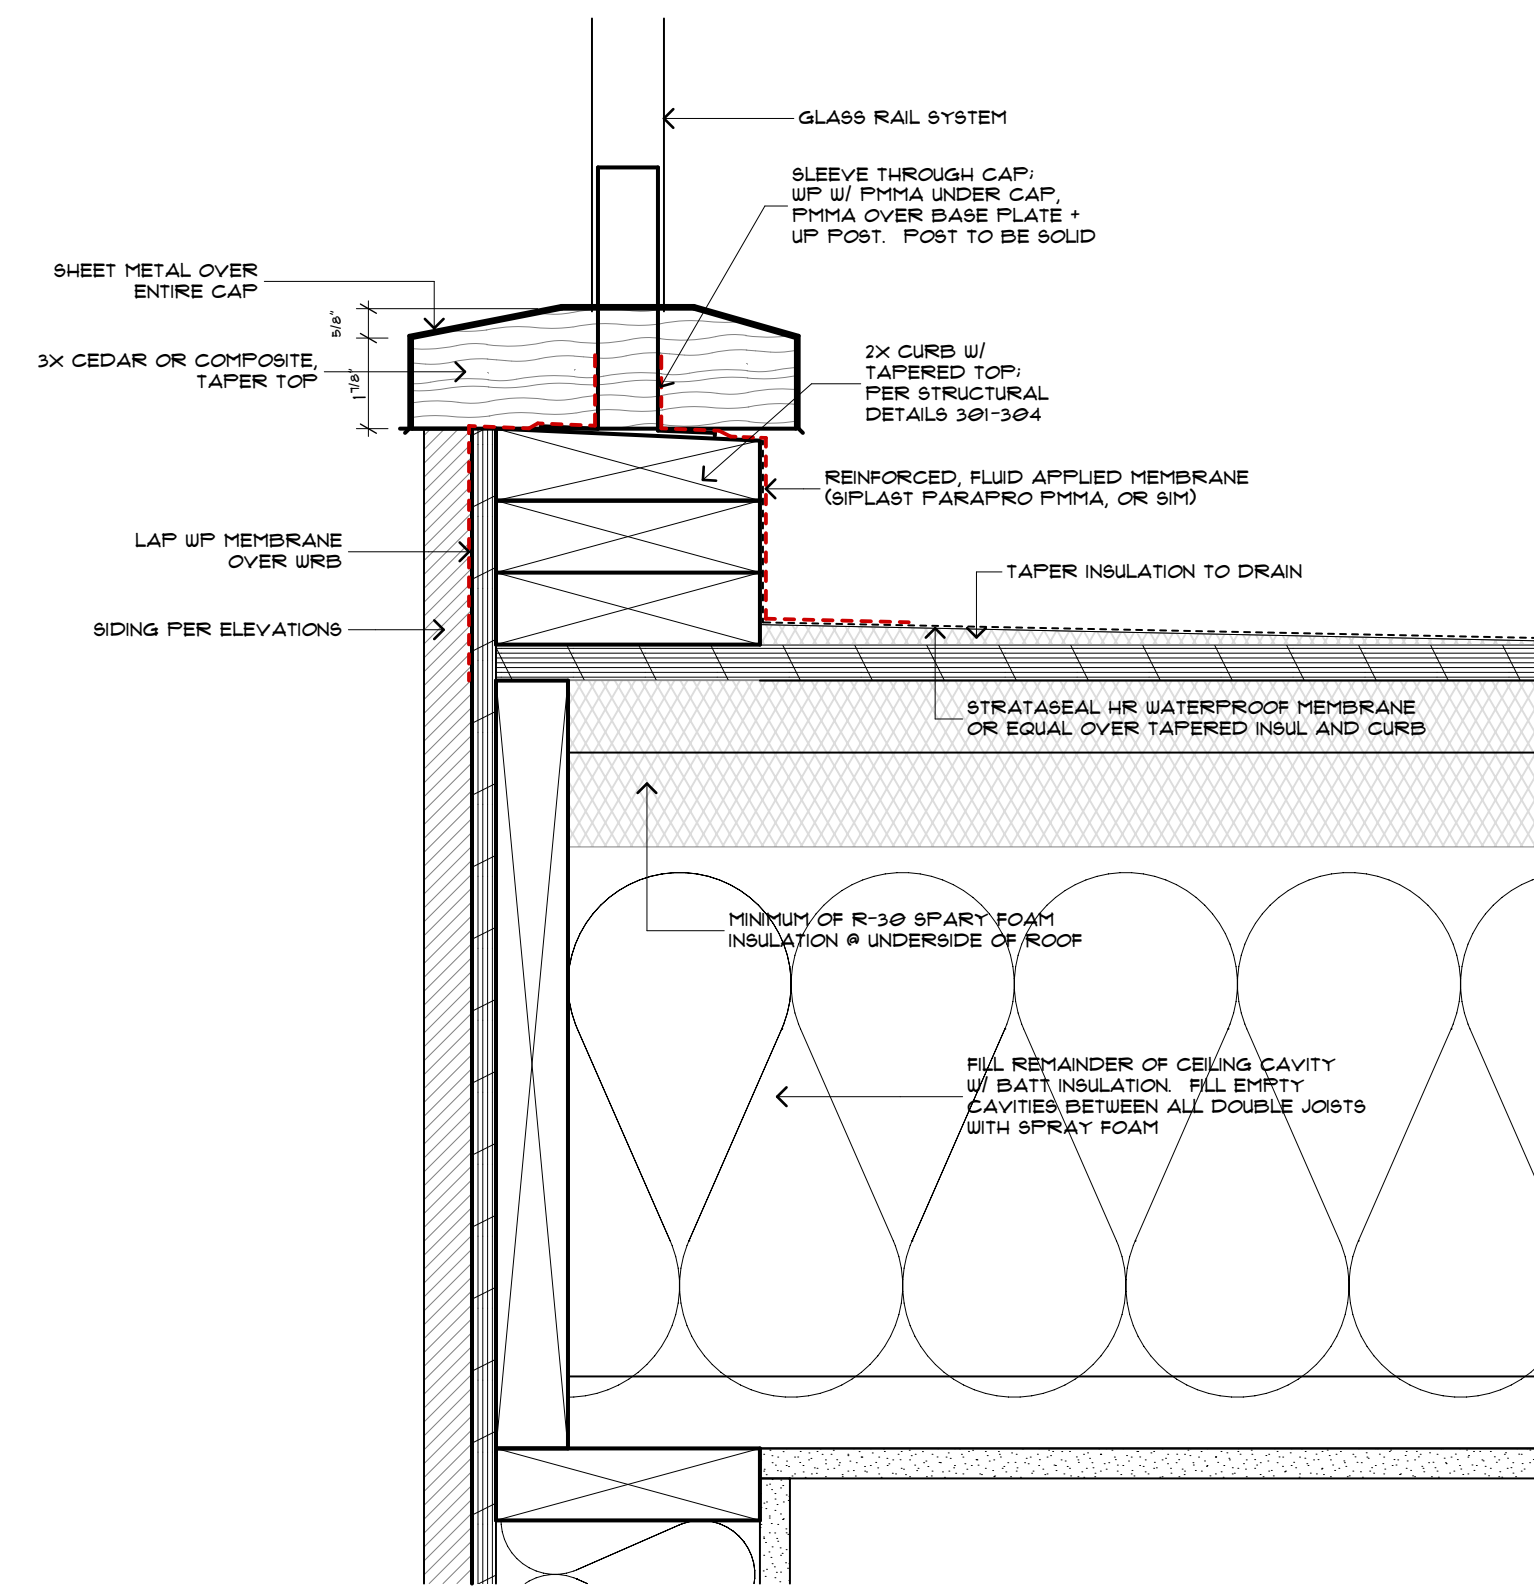 GLASS RAIL SYSTEM
SLEEVE THROUGH CAP;
WP W/ PMMA UNDER CAP,
PMMA OVER BASE PLATE +
UP POST. POST TO BE SOLID
SHEET METAL OVER
ENTIRE CAP
5/8"
3X CEDAR OR COMPOSITE,
TAPER TOP
1 7/8"
2X CURB W/
TAPERED TOP;
PER STRUCTURAL
DETAILS 301-304
REINFORCED, FLUID APPLIED MEMBRANE
(SIPLAST PARAPRO PMMA, OR SIM)
LAP WP MEMBRANE
OVER WRB
TAPER INSULATION TO DRAIN
SIDING PER ELEVATIONS
STRATASEAL HR WATERPROOF MEMBRANE
OR EQUAL OVER TAPERED INSUL AND CURB
MINIMUM OF R-30 SPARY FOAM
INSULATION @ UNDERSIDE OF ROOF
FILL REMAINDER OF CEILING CAVITY
W/ BATT INSULATION. FILL EMPTY
CAVITIES BETWEEN ALL DOUBLE JOISTS
WITH SPRAY FOAM